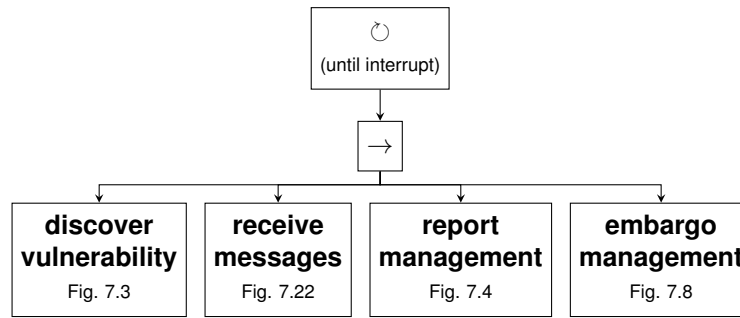 ↻
(until interrupt)
→
discover
vulnerability
Fig. 7.3
receive
messages
Fig. 7.22
report
management
Fig. 7.4
embargo
management
Fig. 7.8